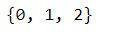 {0, 1, 2}